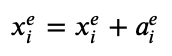 $x_i^e = x_i^e + a_i^e$